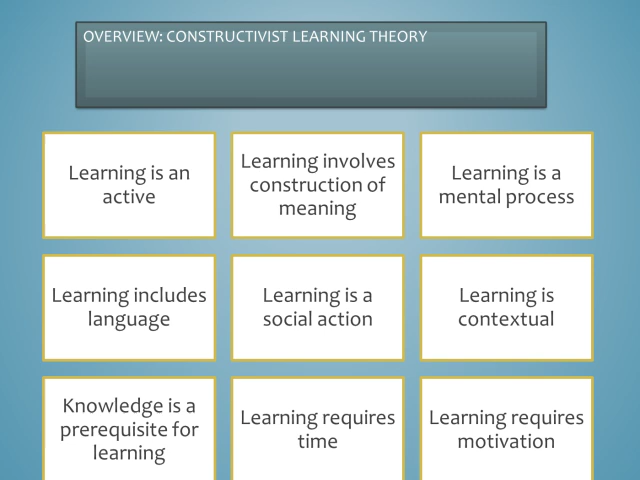 OVERVIEW: CONSTRUCTIVIST LEARNING THEORY
Learning is an
active
Learning involves
construction of
meaning
Learning is a
mental process
Learning includes
language
Learning is a
social action
Learning is
contextual
Knowledge is a
prerequisite for
learning
Learning requires
time
Learning requires
motivation